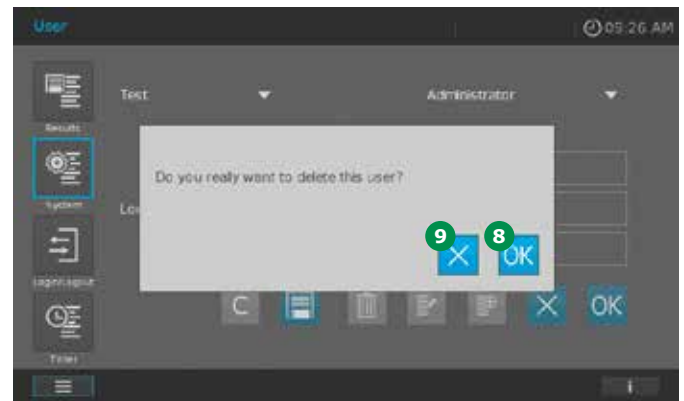 User
09:26 AM
Test
Administrator
Results
Do you really want to delete this user?
System
9
8
OK
Login/Logout
C
OK
Timer
i